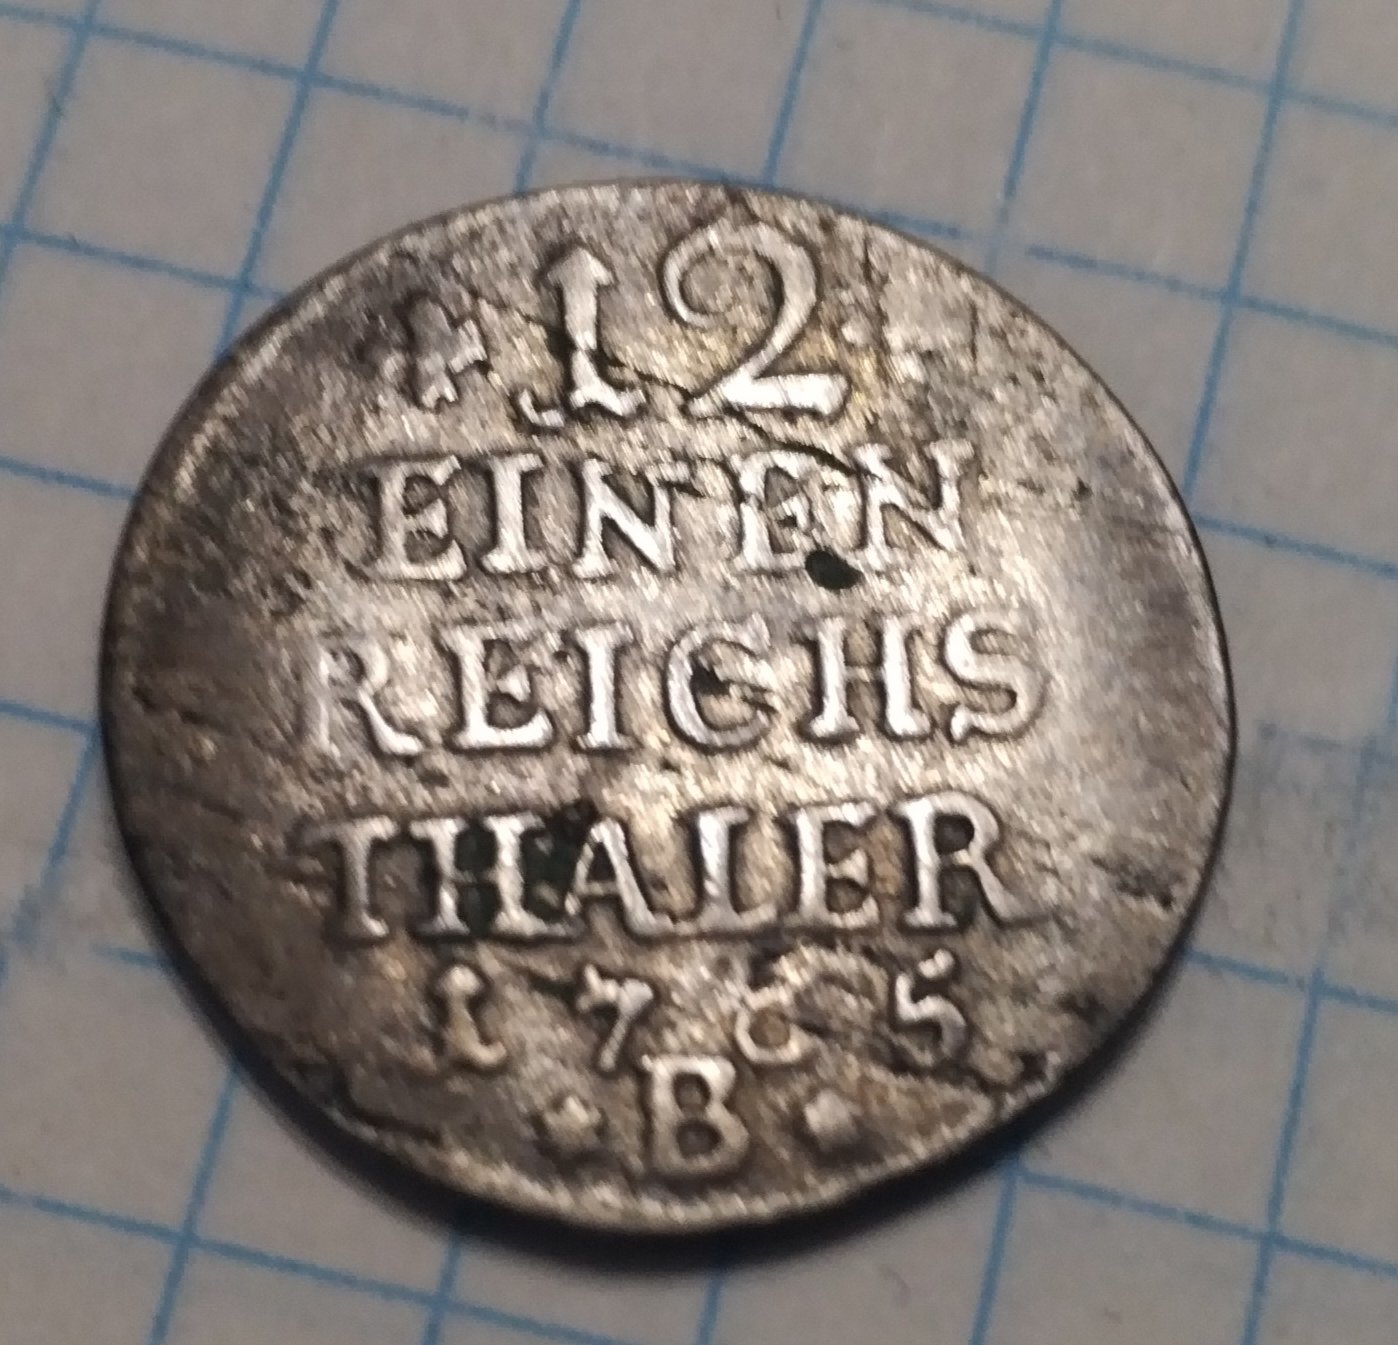 12
EINEN
REICHS
THALER
1765
B